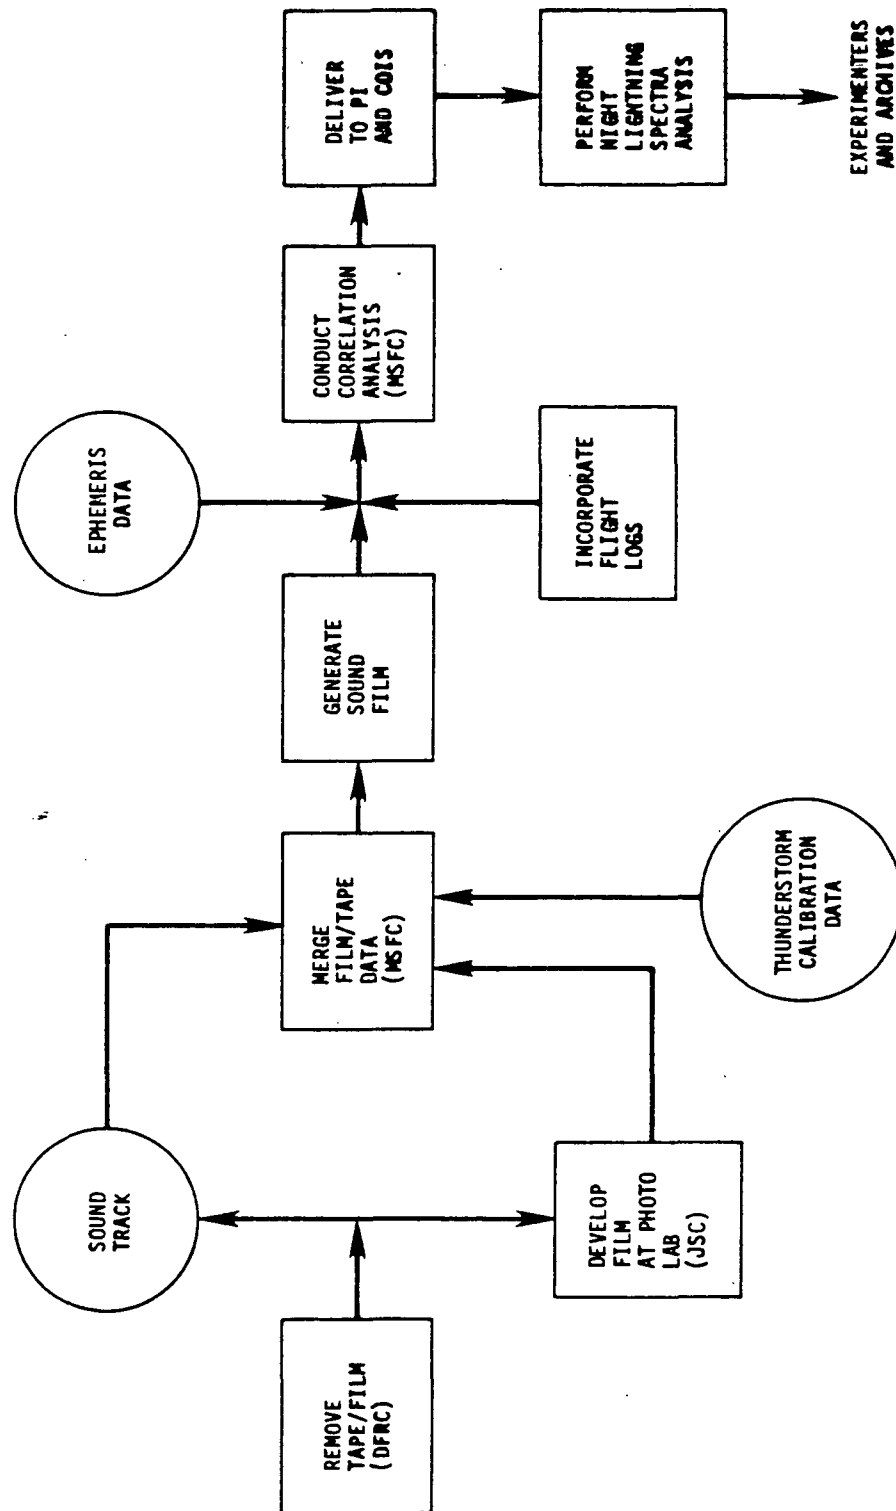 REMOVE
TAPE/FILM
(DFRC)
SOUND
TRACK
DEVELOP
FILM
AT PHOTO
LAB
(JSC)
MERGE
FILM/TAPE
DATA
(MSFC)
THUNDERSTORM
CALIBRATION
DATA
GENERATE
SOUND
FILM
EPHEMERIS
DATA
INCORPORATE
FLIGHT
LOGS
CONDUCT
CORRELATION
ANALYSIS
(MSFC)
DELIVER
TO PI
AND COIS
PERFORM
NIGHT
LIGHTNING
SPECTRA
ANALYSIS
EXPERIMENTERS
AND ARCHIVES